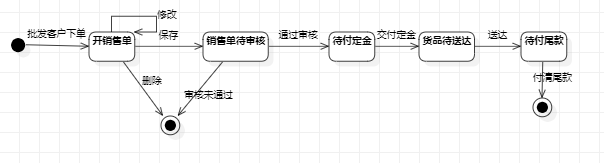 修改
批发客户下单
开销售单
保存
销售单待审核
通过审核
待付定金
交付定金
货品待送达
送达
待付尾款
删除
审核未通过
付清尾款